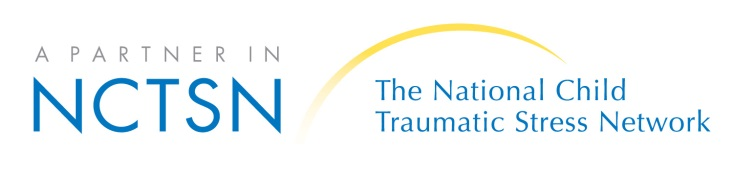 A PARTNER IN
NCTSN
The National Child
Traumatic Stress Network